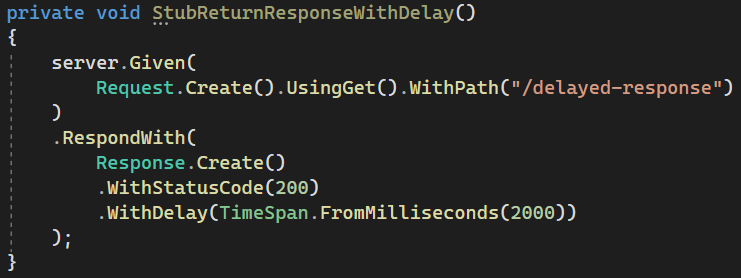 private void StubReturnResponseWithDelay()
{
    server.Given(
        Request.Create().UsingGet().WithPath("/delayed-response")
    )
    .RespondWith(
        Response.Create()
        .WithStatusCode(200)
        .WithDelay(TimeSpan.FromMilliseconds(2000))
    );
}